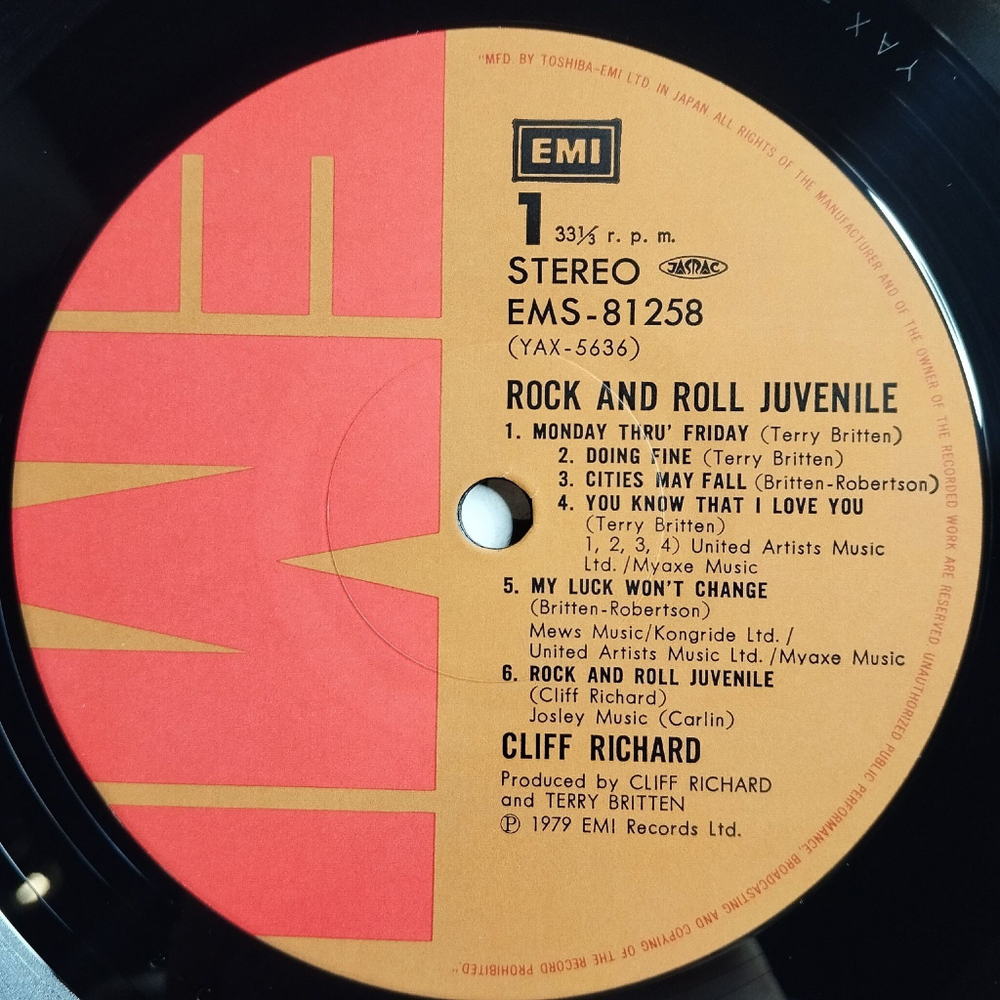 YAX
"MFD. BY TOSHIBA-EMI LTD. IN JAPAN. ALL RIGHTS OF THE MANUFACTURER AND OF THE OWNER OF THE RECORDED WORK ARE RESERVED. UNAUTHORIZED PUBLIC PERFORMANCE, BROADCASTING AND COPYING OF THE RECORD PROHIBITED"
EMI
1 33⅓ r. p. m.
STEREO JASRAC
EMS-81258
(YAX-5636)
ROCK AND ROLL JUVENILE
1. MONDAY THRU' FRIDAY (Terry Britten)
2. DOING FINE (Terry Britten)
3. CITIES MAY FALL (Britten-Robertson)
4. YOU KNOW THAT I LOVE YOU
(Terry Britten)
1, 2, 3, 4) United Artists Music
Ltd. /Myaxe Music
5. MY LUCK WON'T CHANGE
(Britten-Robertson)
Mews Music/Kongride Ltd. /
United Artists Music Ltd. /Myaxe Music
6. ROCK AND ROLL JUVENILE
(Cliff Richard)
Josley Music (Carlin)
CLIFF RICHARD
Produced by CLIFF RICHARD
and TERRY BRITTEN
Ⓟ 1979 EMI Records Ltd.
EMI